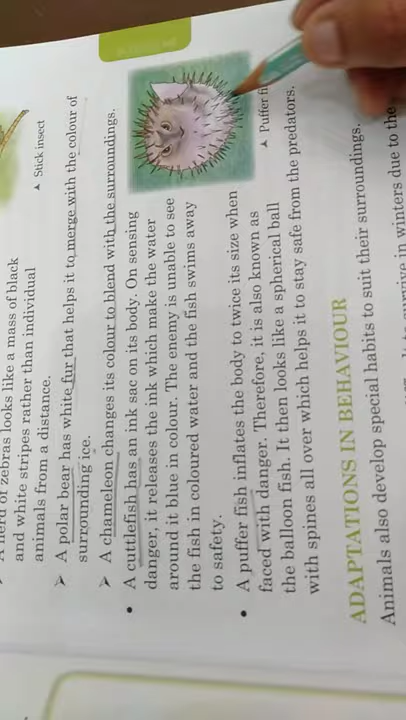 A herd of zebras looks like a mass of black
and white stripes rather than individual
animals from a distance.
➤ A polar bear has white fur that helps it to merge with the colour of
surrounding ice.
➤ A chameleon changes its colour to blend with the surroundings.
• A cuttlefish has an ink sac on its body. On sensing
danger, it releases the ink which make the water
around it blue in colour. The enemy is unable to see
the fish in coloured water and the fish swims away
to safety.
• A puffer fish inflates the body to twice its size when
faced with danger. Therefore, it is also known as
the balloon fish. It then looks like a spherical ball
with spines all over which helps it to stay safe from the predators.
▲ Stick insect
▲ Puffer
ADAPTATIONS IN BEHAVIOUR
Animals also develop special habits to suit their surroundings.
in winters due to the